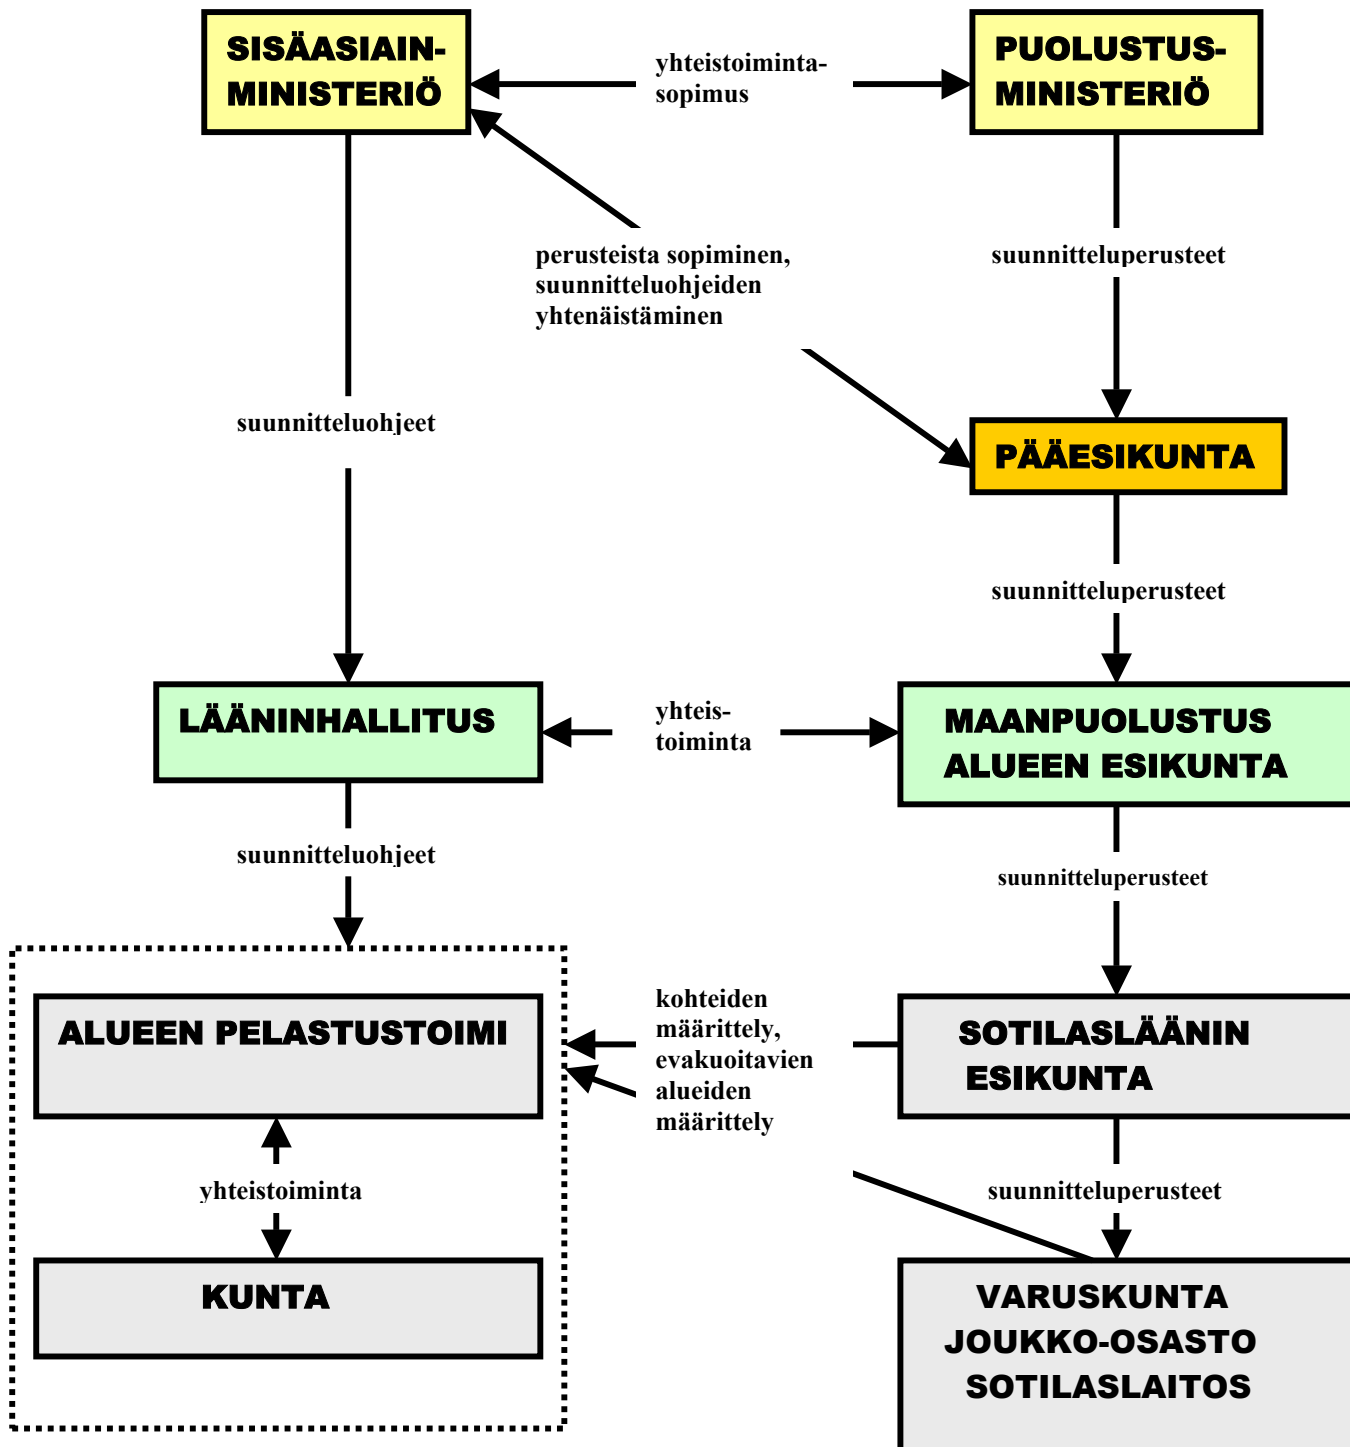 SISÄASIAIN-
MINISTERIÖ
yhteistoiminta-
sopimus
PUOLUSTUS-
MINISTERIÖ
perusteista sopiminen,
suunnitteluohjeiden
yhtenäistäminen
suunnitteluperusteet
suunnitteluohjeet
PÄÄESIKUNTA
suunnitteluperusteet
LÄÄNINHALLITUS
yhteis-
toiminta
MAANPUOLUSTUS
ALUEEN ESIKUNTA
suunnitteluohjeet
suunnitteluperusteet
ALUEEN PELASTUSTOIMI
kohteiden
määrittely,
evakuoitavien
alueiden
määrittely
SOTILASLÄÄNIN
ESIKUNTA
yhteistoiminta
suunnitteluperusteet
KUNTA
VARUSKUNTA
JOUKKO-OSASTO
SOTILASLAITOS